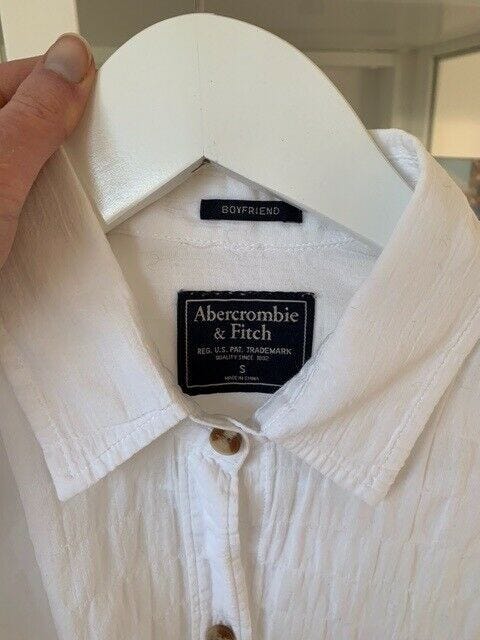 BOYFRIEND
Abercrombie
& Fitch
REG. U.S. PAT. TRADEMARK
QUALITY SINCE 1892
S
MADE IN CHINA